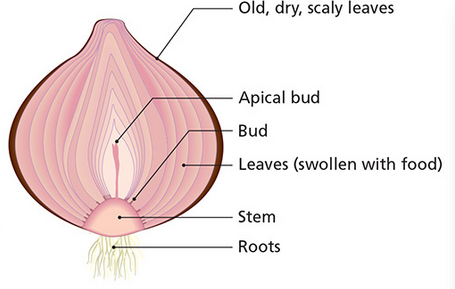 Old, dry, scaly leaves
Apical bud
Bud
Leaves (swollen with food)
Stem
Roots